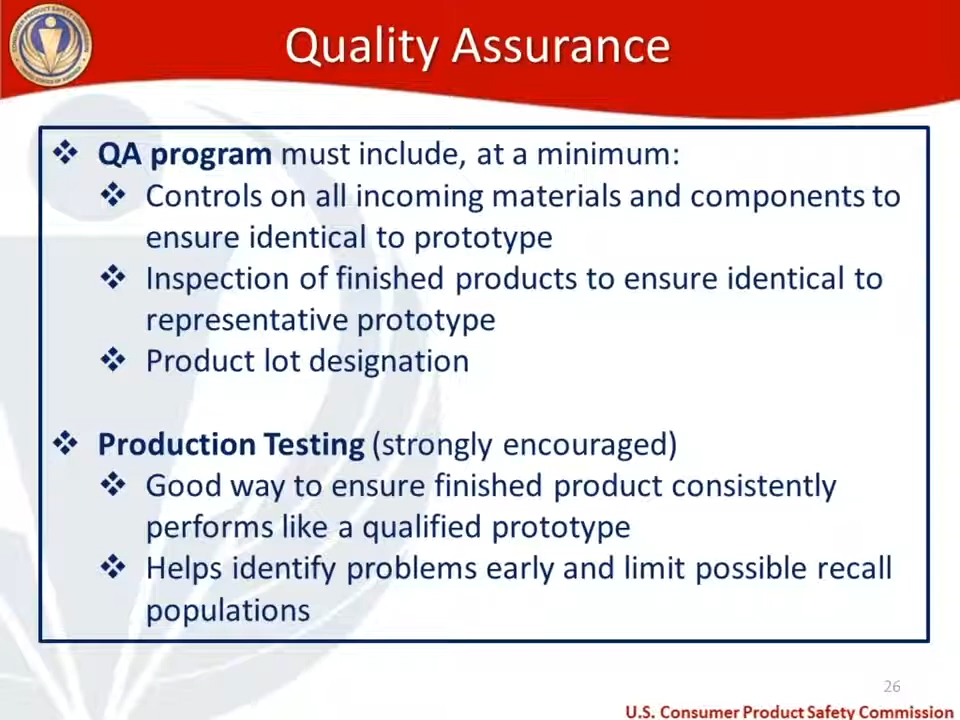 Quality Assurance
❖ QA program must include, at a minimum:
❖ Controls on all incoming materials and components to
ensure identical to prototype
❖ Inspection of finished products to ensure identical to
representative prototype
❖ Product lot designation
❖ Production Testing (strongly encouraged)
❖ Good way to ensure finished product consistently
performs like a qualified prototype
❖ Helps identify problems early and limit possible recall
populations
26
U.S. Consumer Product Safety Commission